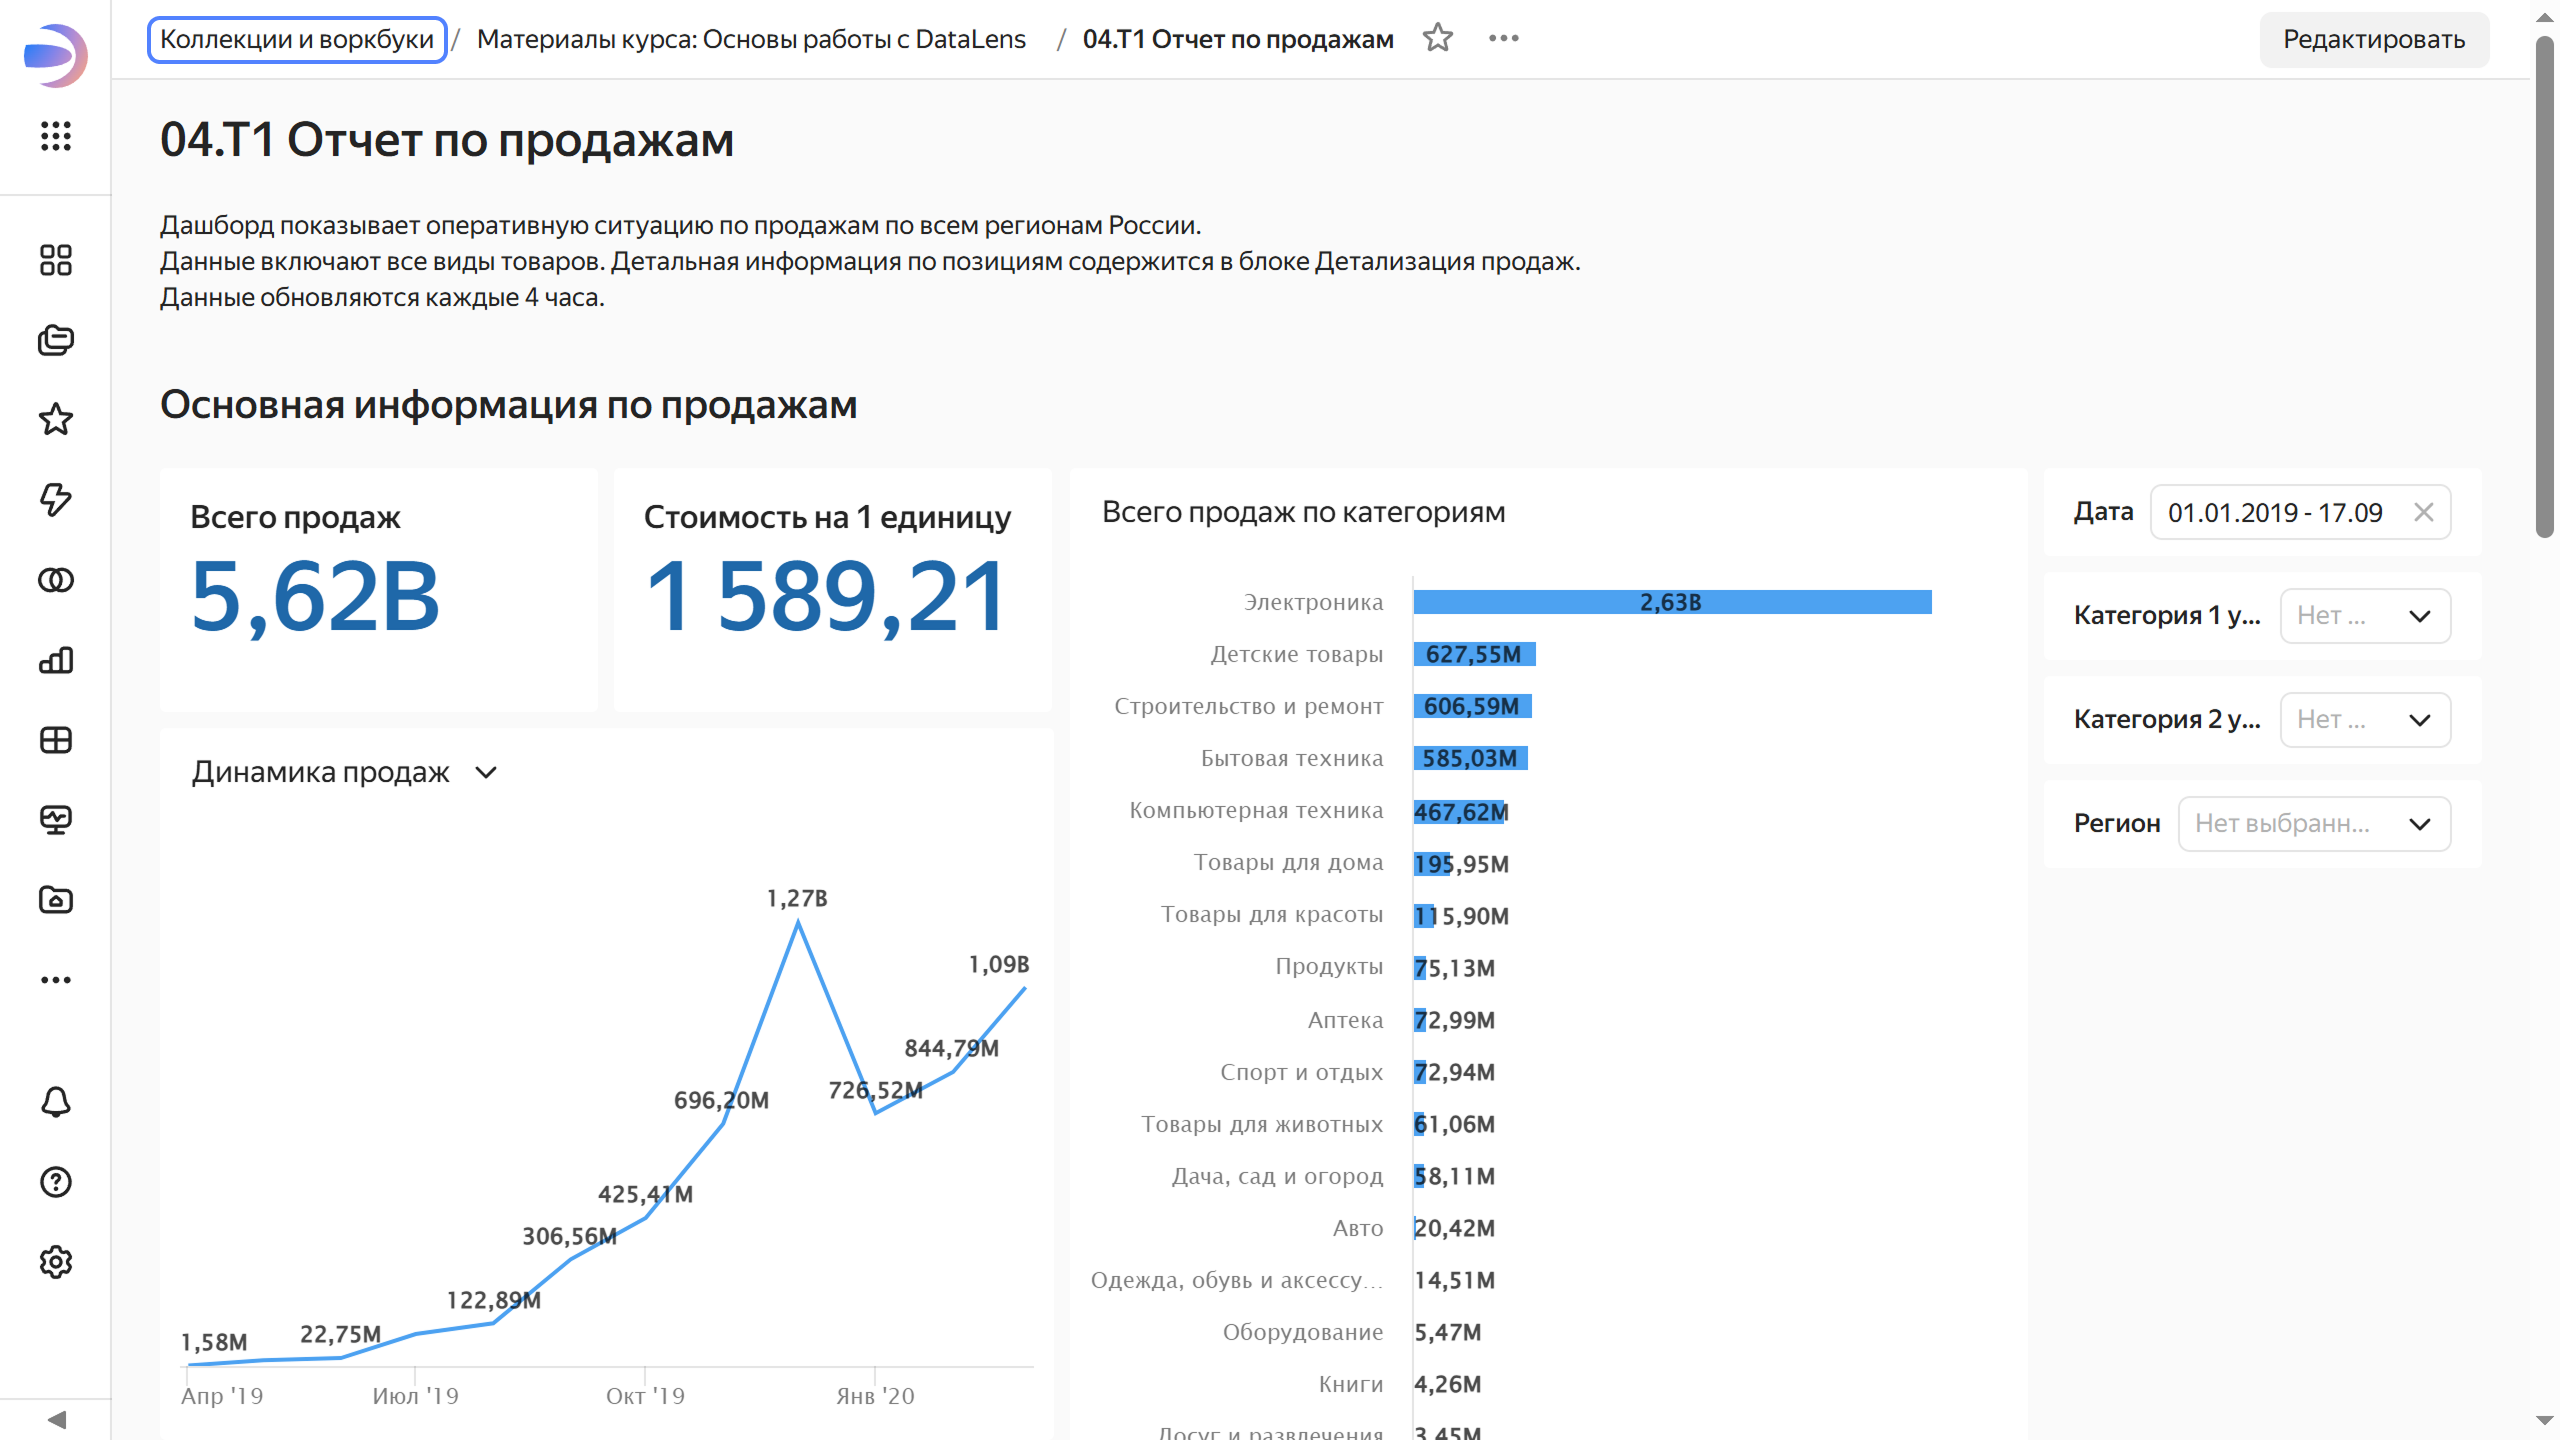 Коллекции и воркбуки / Материалы курса: Основы работы с DataLens / 04.Т1 Отчет по продажам
Редактировать
04.Т1 Отчет по продажам
Дашборд показывает оперативную ситуацию по продажам по всем регионам России.
Данные включают все виды товаров. Детальная информация по позициям содержится в блоке Детализация продаж.
Данные обновляются каждые 4 часа.
Основная информация по продажам
Всего продаж
5,62B
Стоимость на 1 единицу
1 589,21
Динамика продаж
1,27B
1,09B
844,79M
726,52M
696,20M
425,41M
306,56M
122,89M
22,75M
1,58M
Апр '19
Июл '19
Окт '19
Янв '20
Всего продаж по категориям
Электроника 2,63B
Детские товары 627,55M
Строительство и ремонт 606,59M
Бытовая техника 585,03M
Компьютерная техника 467,62M
Товары для дома 195,95M
Товары для красоты 115,90M
Продукты 75,13M
Аптека 72,99M
Спорт и отдых 72,94M
Товары для животных 61,06M
Дача, сад и огород 58,11M
Авто 20,42M
Одежда, обувь и аксессу... 14,51M
Оборудование 5,47M
Книги 4,26M
Досуг и развлечения 3,45M
Дата 01.01.2019 - 17.09
Категория 1 у... Нет ...
Категория 2 у... Нет ...
Регион Нет выбранн...